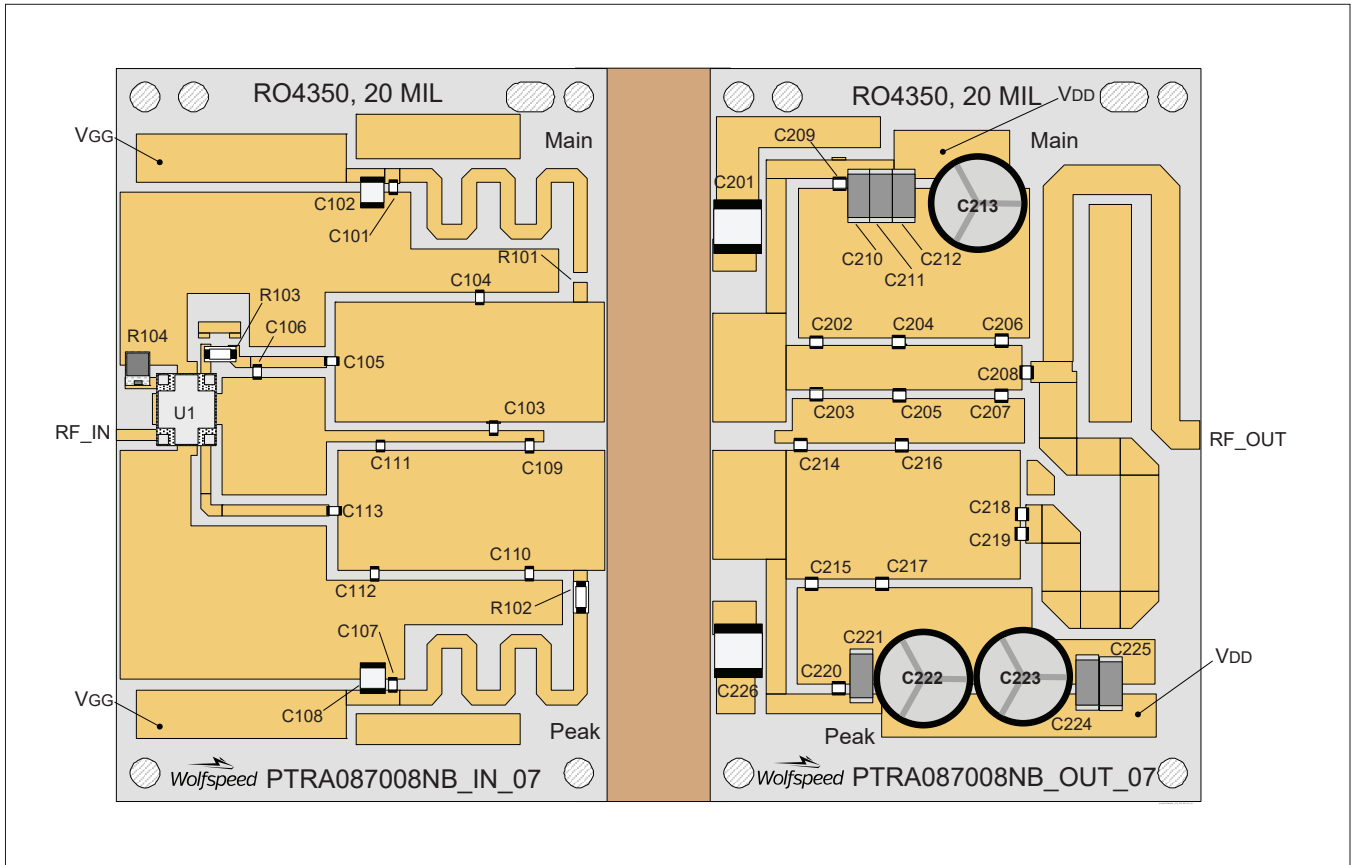 RO4350, 20 MIL
VGG
Main
C102
C101
R101
C104
R103
C106
R104
C105
U1
RF_IN
C103
C111
C109
C113
C110
C112
R102
C107
C108
VGG
Peak
Wolfspeed
PTRA087008NB_IN_07
RO4350, 20 MIL
VDD
C209
Main
C201
C213
C210
C212
C211
C202
C204
C206
C208
C203
C205
C207
RF_OUT
C214
C216
C218
C219
C215
C217
C221
C225
VDD
C220
C222
C223
C226
C224
Peak
Wolfspeed
PTRA087008NB_OUT_07